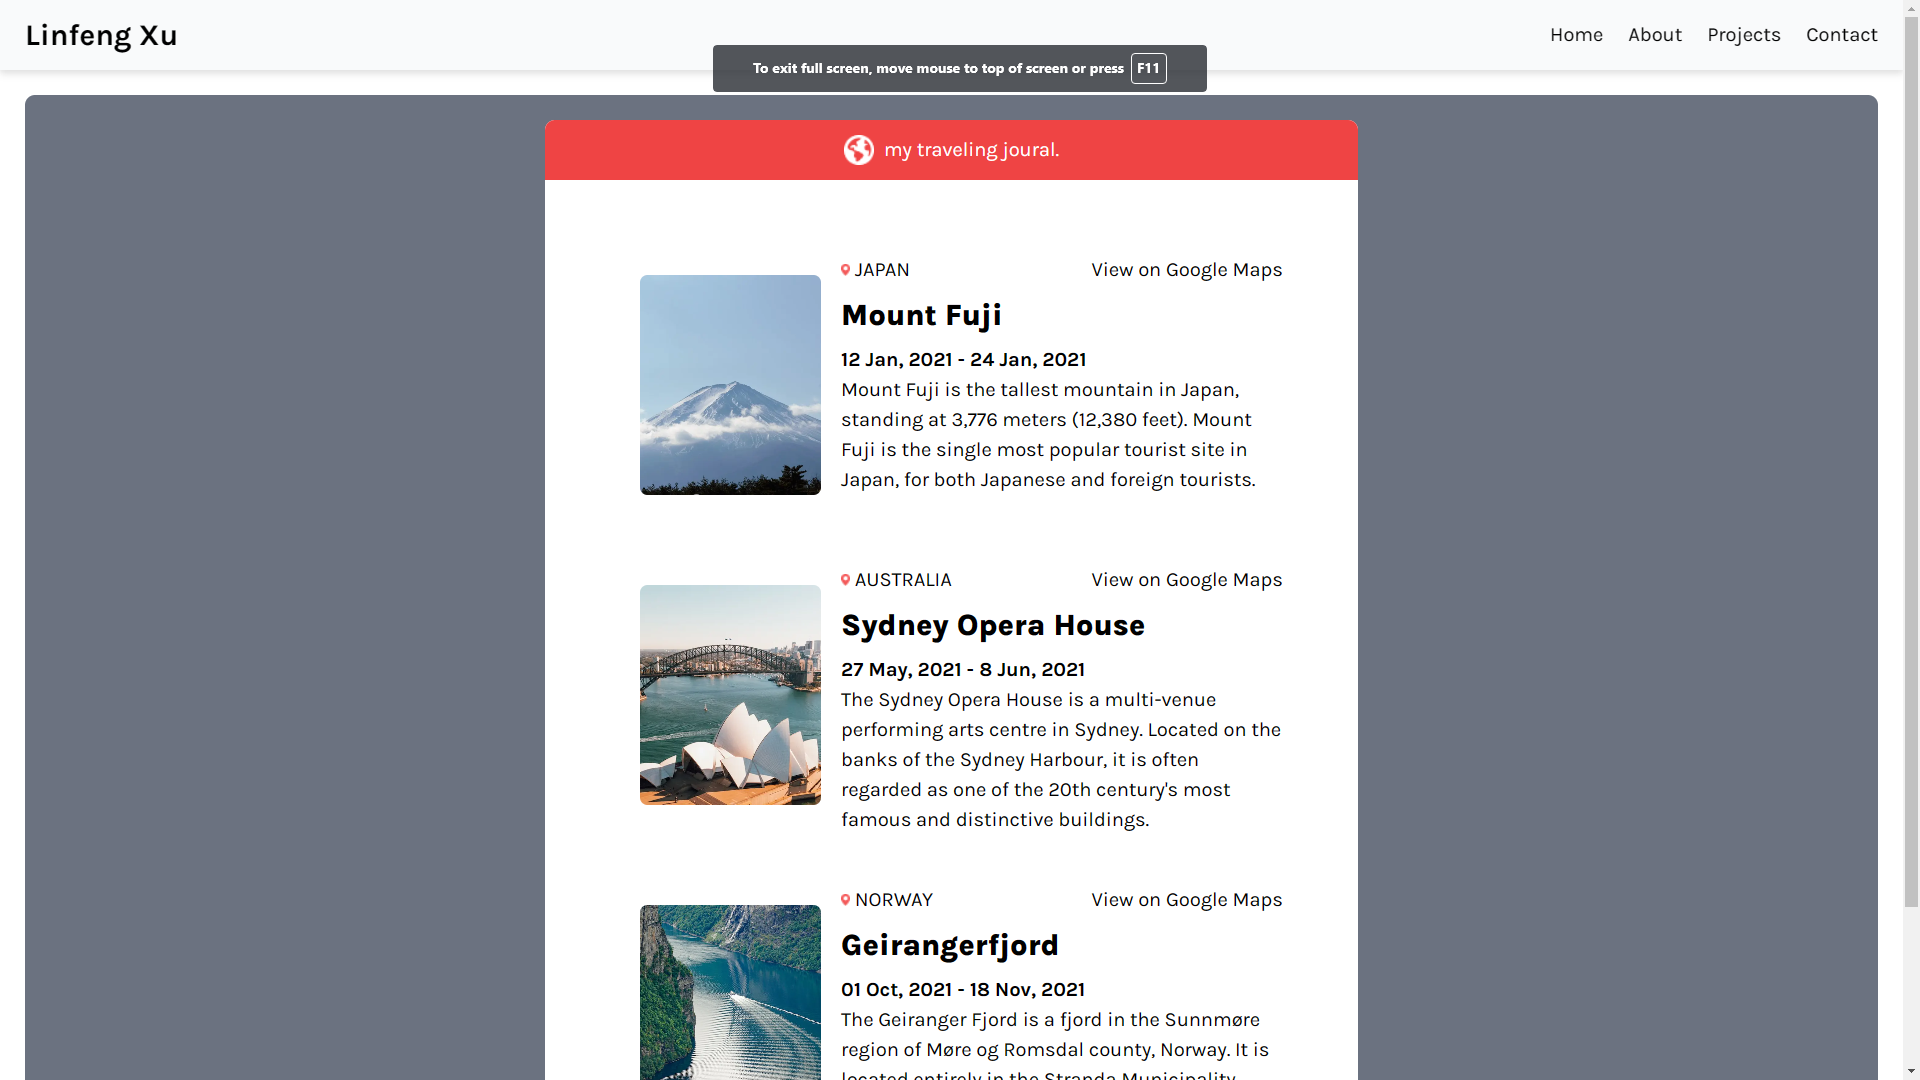 Linfeng Xu
Home About Projects Contact
To exit full screen, move mouse to top of screen or press F11
my traveling joural.
JAPAN View on Google Maps
Mount Fuji
12 Jan, 2021 - 24 Jan, 2021
Mount Fuji is the tallest mountain in Japan,
standing at 3,776 meters (12,380 feet). Mount
Fuji is the single most popular tourist site in
Japan, for both Japanese and foreign tourists.
AUSTRALIA View on Google Maps
Sydney Opera House
27 May, 2021 - 8 Jun, 2021
The Sydney Opera House is a multi-venue
performing arts centre in Sydney. Located on the
banks of the Sydney Harbour, it is often
regarded as one of the 20th century's most
famous and distinctive buildings.
NORWAY View on Google Maps
Geirangerfjord
01 Oct, 2021 - 18 Nov, 2021
The Geiranger Fjord is a fjord in the Sunnmøre
region of Møre og Romsdal county, Norway. It is
located entirely in the Stranda Municipality.